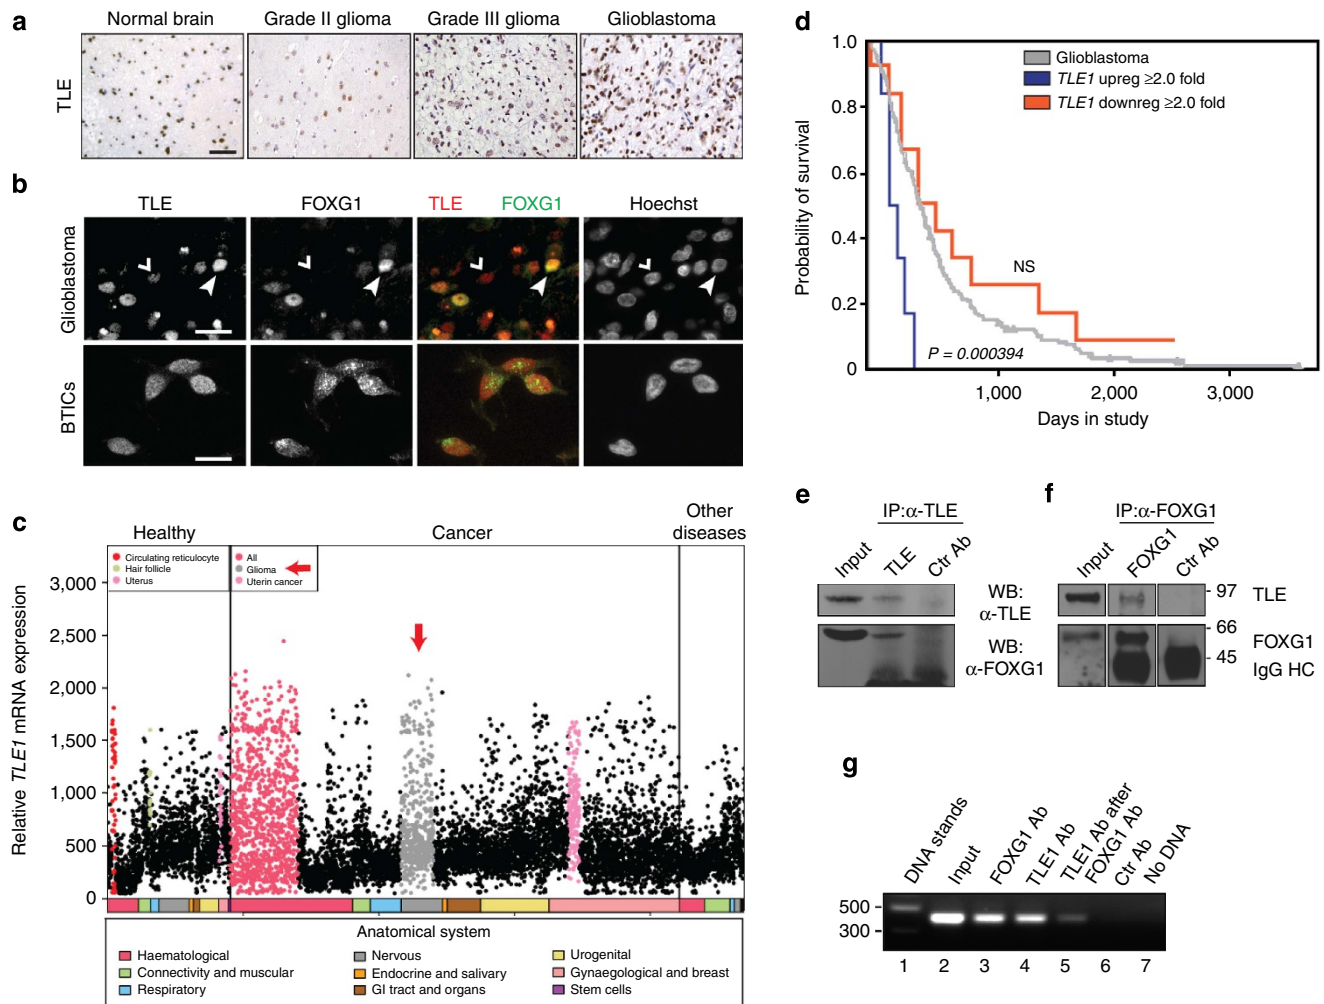 a
Normal brain
Grade II glioma
Grade III glioma
Glioblastoma
TLE
b
TLE
FOXG1
TLE FOXG1
Hoechst
Glioblastoma
BTICs
c
Healthy
Cancer
Other
diseases
Circulating reticulocyte
Hair follicle
Uterus
All
Glioma
Uterin cancer
Relative TLE1 mRNA expression
3,000
2,500
2,000
1,500
1,000
500
0
Anatomical system
Haematological
Connectivity and muscular
Respiratory
Nervous
Endocrine and salivary
GI tract and organs
Urogenital
Gynaegological and breast
Stem cells
d
Probability of survival
1.0
0.8
0.6
0.4
0.2
0
Glioblastoma
TLE1 upreg ≥2.0 fold
TLE1 downreg ≥2.0 fold
NS
P = 0.000394
1,000
2,000
3,000
Days in study
e
IP:α-TLE
Input
TLE
Ctr Ab
WB:
α-TLE
WB:
α-FOXG1
f
IP:α-FOXG1
Input
FOXG1
Ctr Ab
97
66
45
TLE
FOXG1
IgG HC
g
DNA stands
Input
FOXG1 Ab
TLE1 Ab
TLE1 Ab after
FOXG1 Ab
Ctr Ab
No DNA
500
300
1 2 3 4 5 6 7